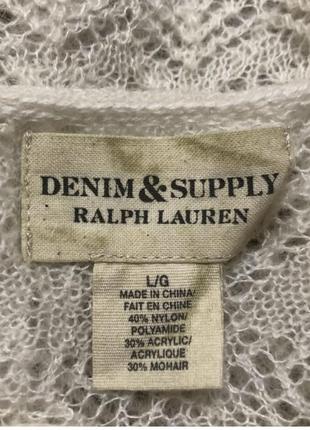 DENIM&SUPPLY
RALPH LAUREN
L/G
MADE IN CHINA/
FAIT EN CHINE
40% NYLON/
POLYAMIDE
30% ACRYLIC/
ACRYLIQUE
30% MOHAIR